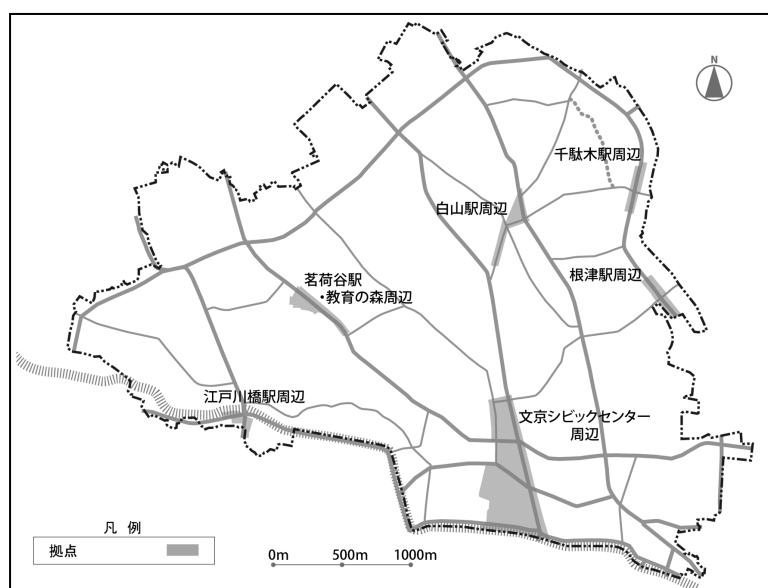 N
千駄木駅周辺
白山駅周辺
根津駅周辺
茗荷谷駅
・教育の森周辺
江戸川橋駅周辺
文京シビックセンター
周辺
凡 例
拠点
0m 500m 1000m